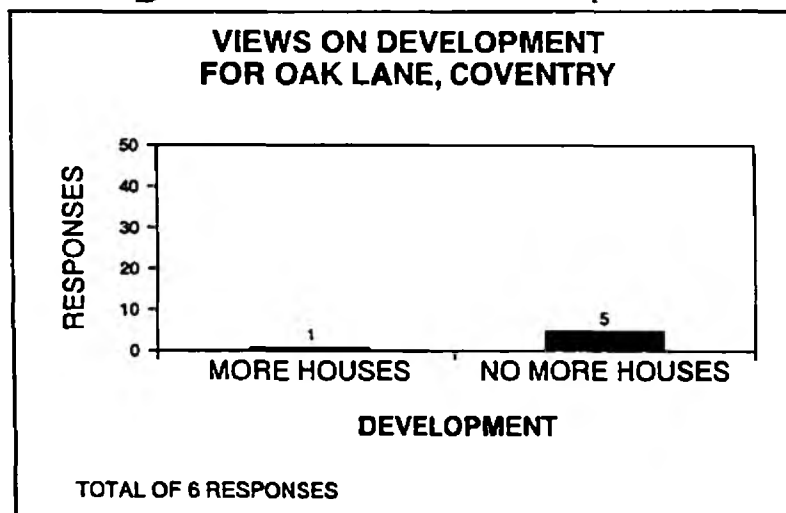 VIEWS ON DEVELOPMENT
FOR OAK LANE, COVENTRY
RESPONSES
50
40
30
20
10
0
1
5
MORE HOUSES
NO MORE HOUSES
DEVELOPMENT
TOTAL OF 6 RESPONSES